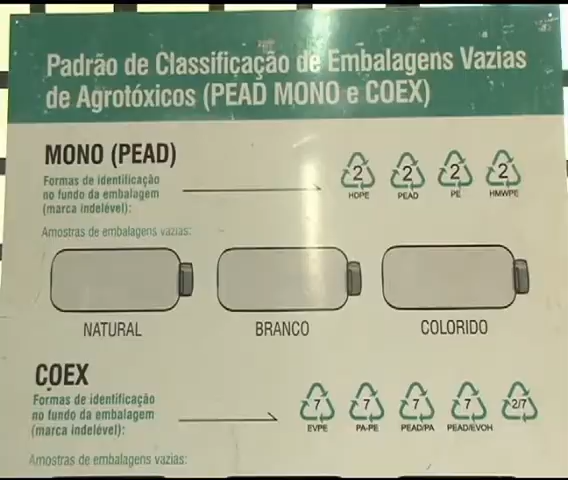 Padrão de Classificação de Embalagens Vazias
de Agrotóxicos (PEAD MONO e COEX)
MONO (PEAD)
Formas de identificação
no fundo da embalagem
(marca indelével):
2 2 2 2
HDPE PEAD PE HMWPE
Amostras de embalagens vazias:
NATURAL BRANCO COLORIDO
COEX
Formas de identificação
no fundo da embalagem
(marca indelével):
7 7 7 7 2/7
EVPE PA-PE PEAD/PA PEAD/EVOH
Amostras de embalagens vazias: